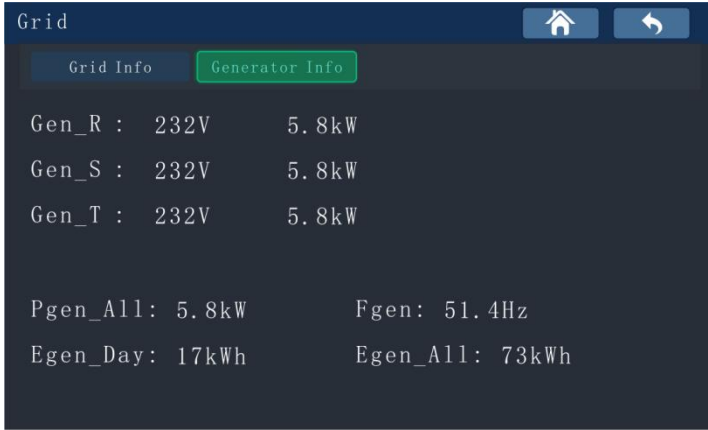 Grid
Grid Info Generator Info
Gen_R : 232V 5.8kW
Gen_S : 232V 5.8kW
Gen_T : 232V 5.8kW
Pgen_All: 5.8kW Fgen: 51.4Hz
Egen_Day: 17kWh Egen_All: 73kWh